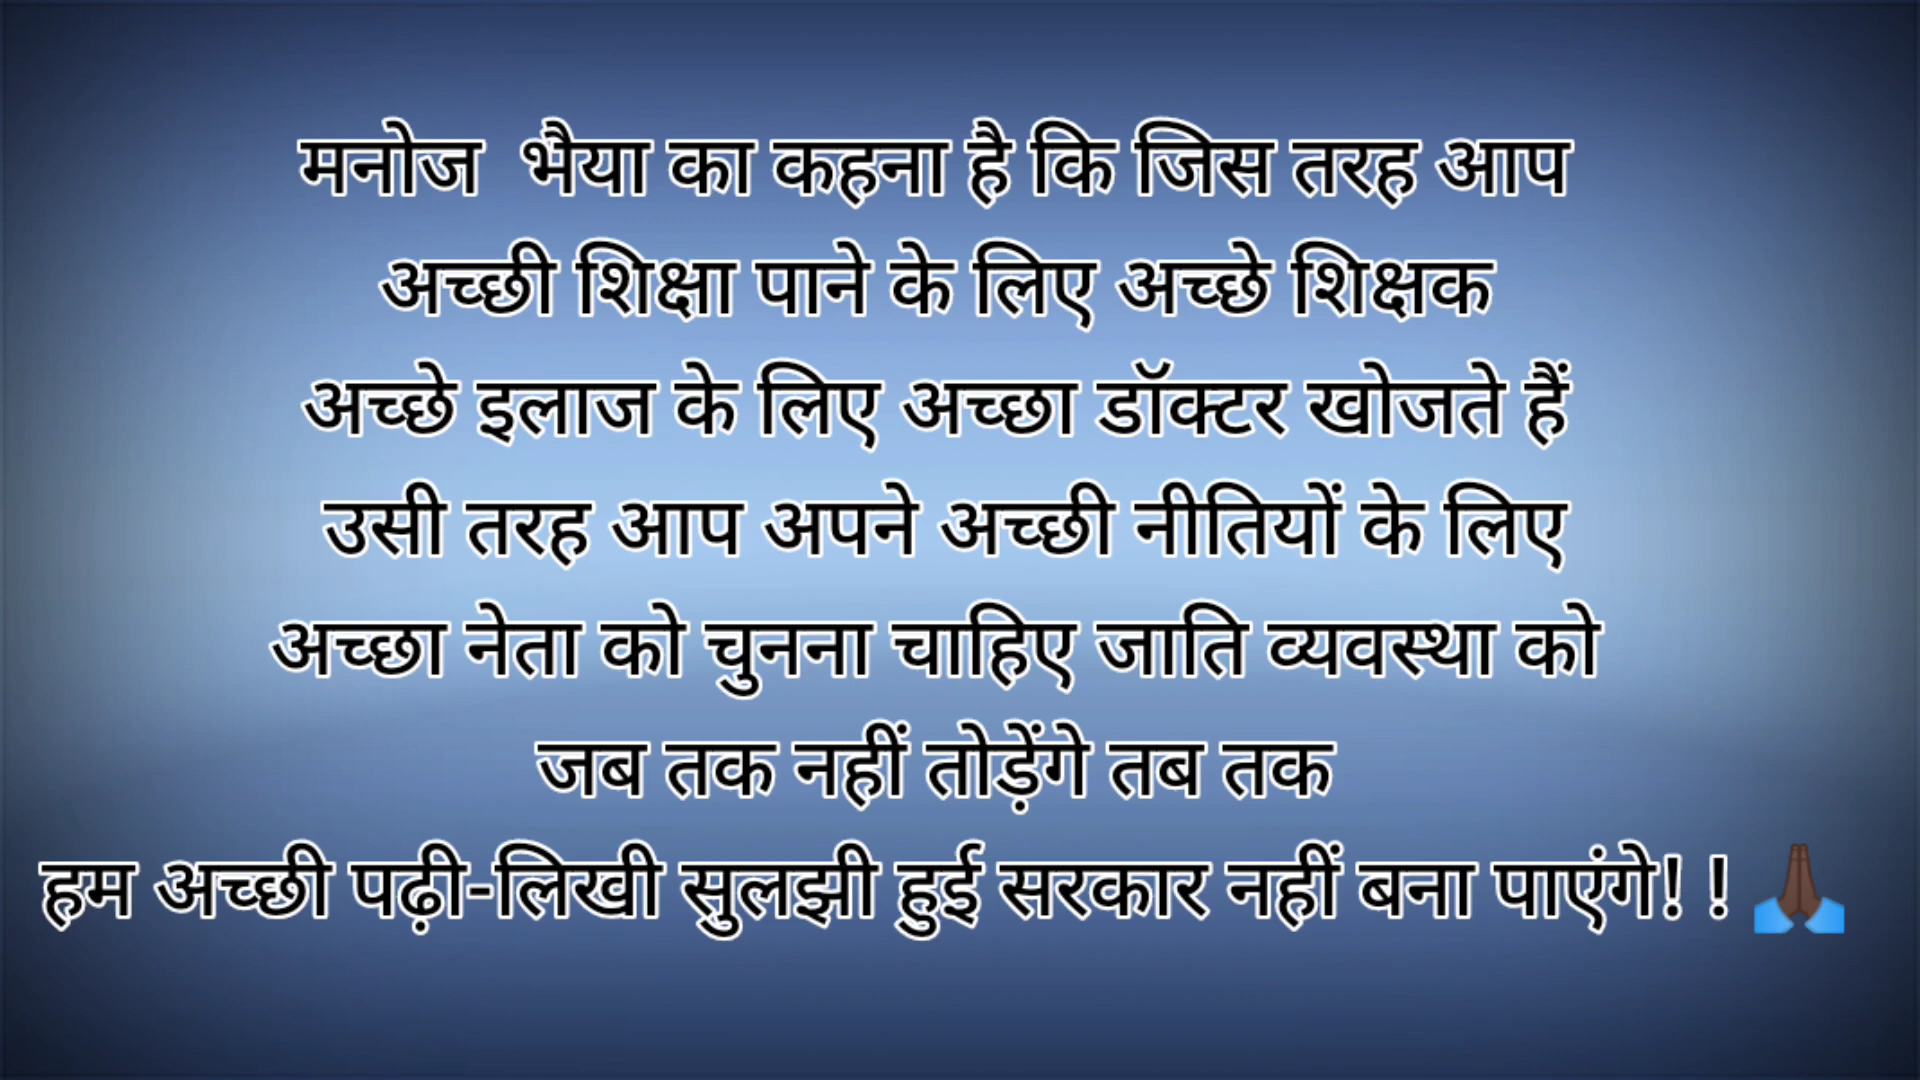 मनोज भैया का कहना है कि जिस तरह आप
अच्छी शिक्षा पाने के लिए अच्छे शिक्षक
अच्छे इलाज के लिए अच्छा डॉक्टर खोजते हैं
उसी तरह आप अपने अच्छी नीतियों के लिए
अच्छा नेता को चुनना चाहिए जाति व्यवस्था को
जब तक नहीं तोड़ेंगे तब तक
हम अच्छी पढ़ी-लिखी सुलझी हुई सरकार नहीं बना पाएंगे! ! 🙏🏿